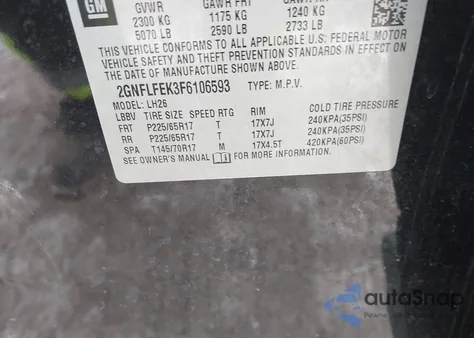 GM
GVWR GAWR FRT GAWR RR
2300 KG 1175 KG 1240 KG
5070 LB 2590 LB 2733 LB
THIS VEHICLE CONFORMS TO ALL APPLICABLE U.S. FEDERAL MOTOR
VEHICLE SAFETY AND THEFT PREVENTION STANDARDS IN EFFECT ON
THE DATE OF MANUFACTURE SHOWN ABOVE.
2GNFLFEK3F6106593 TYPE: M.P.V.
MODEL: LH26
LBBV TIRE SIZE SPEED RTG RIM COLD TIRE PRESSURE
FRT P225/65R17 T 17X7J 240KPA(35PSI)
RR P225/65R17 T 17X7J 240KPA(35PSI)
SPA T145/70R17 M 17X4.5T 420KPA(60PSI)
SEE OWNER'S MANUAL FOR MORE INFORMATION
autoSnap